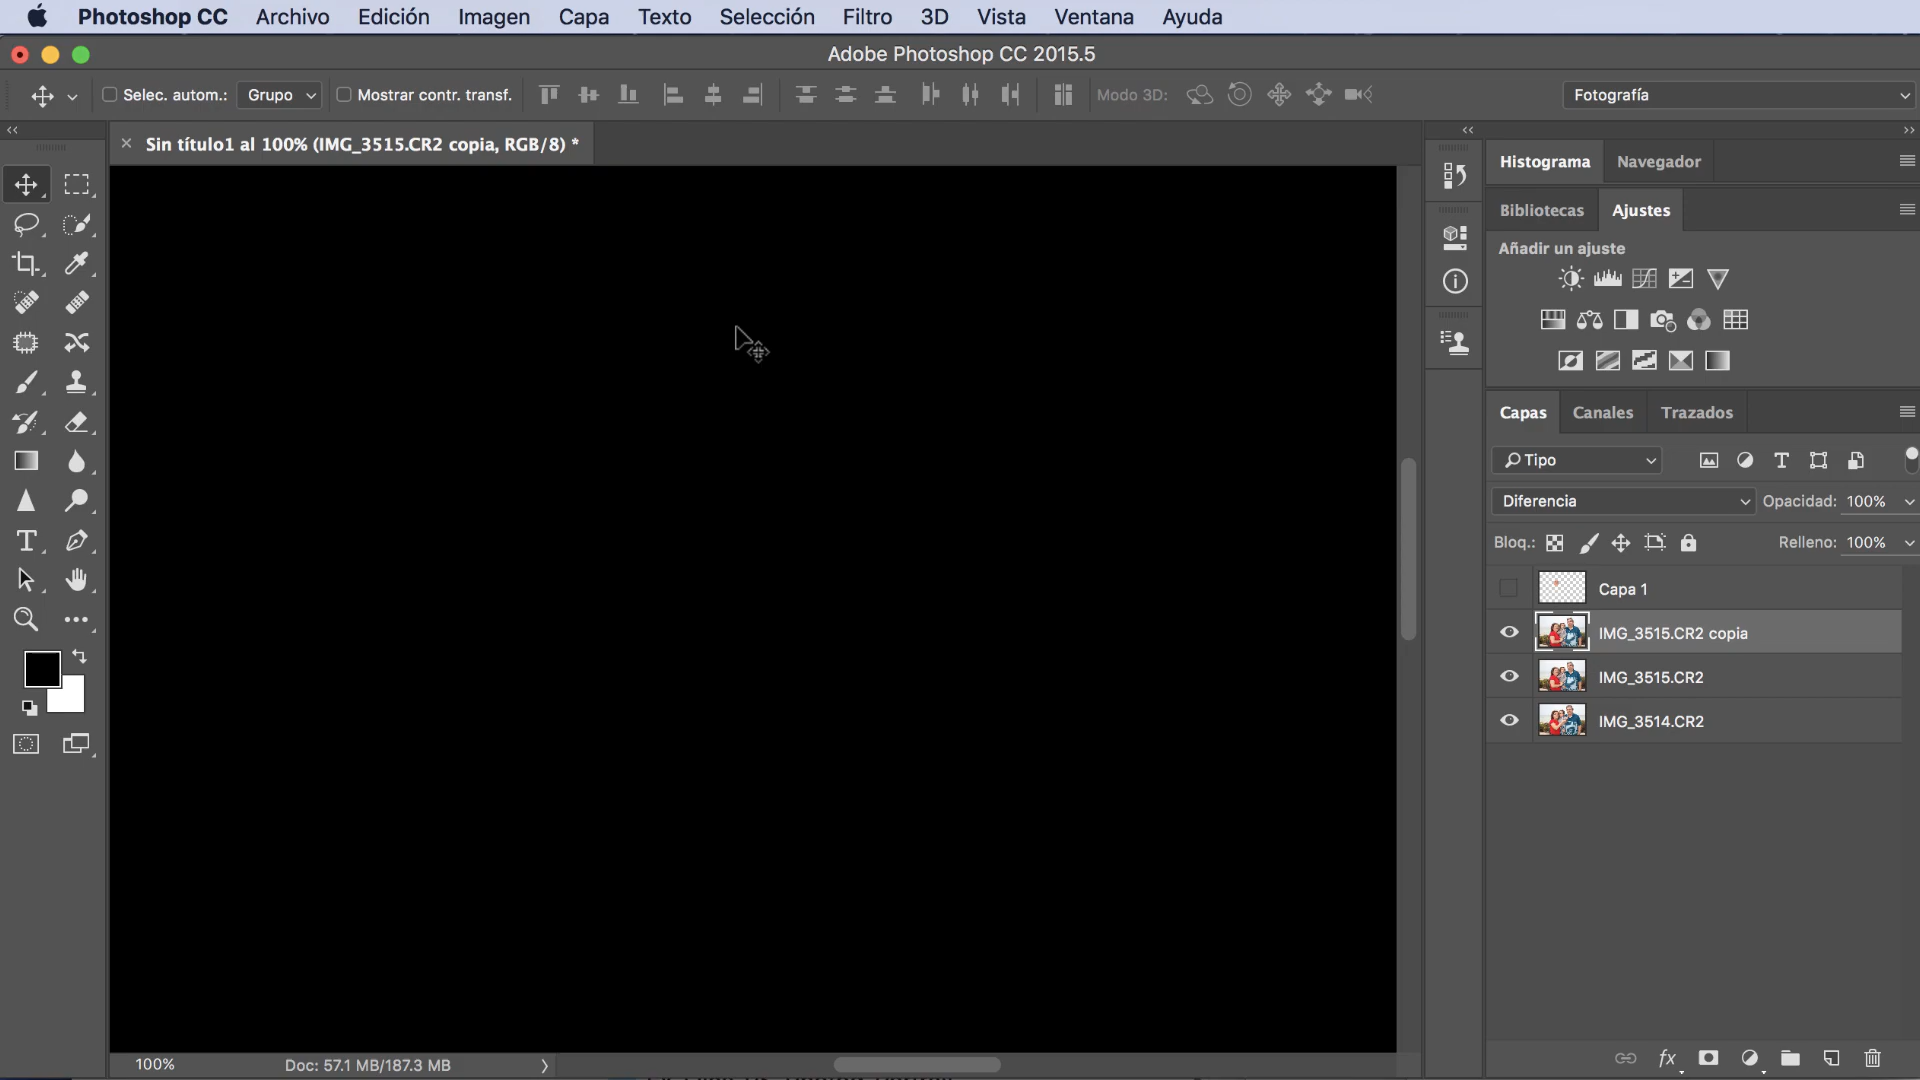 Photoshop CC Archivo Edición Imagen Capa Texto Selección Filtro 3D Vista Ventana Ayuda
Adobe Photoshop CC 2015.5
Selec. autom.: Grupo Mostrar contr. transf. Modo 3D: Fotografía
Sin título1 al 100% (IMG_3515.CR2 copia, RGB/8) *
Histograma Navegador
Bibliotecas Ajustes
Añadir un ajuste
Capas Canales Trazados
Tipo
Diferencia Opacidad: 100%
Bloq.: Relleno: 100%
Capa 1
IMG_3515.CR2 copia
IMG_3515.CR2
IMG_3514.CR2
100% Doc: 57.1 MB/187.3 MB